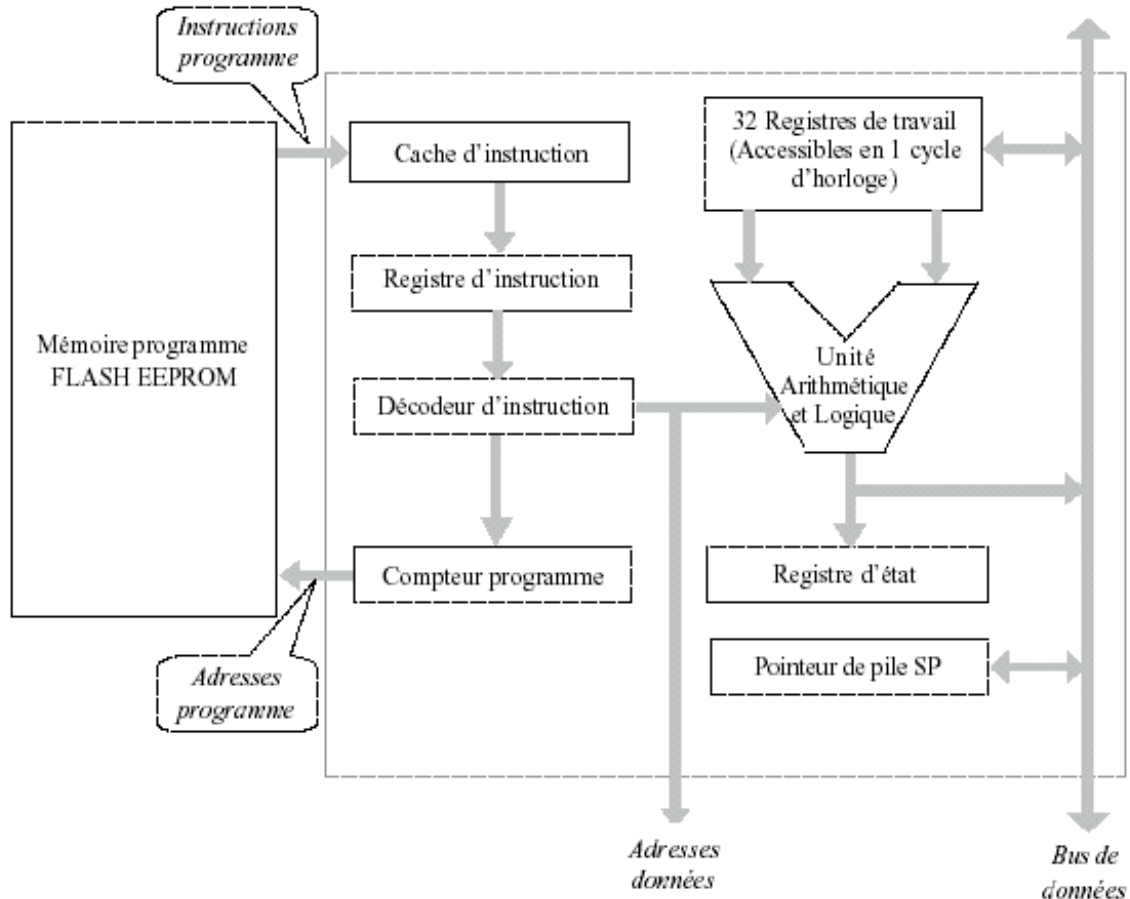 Instructions
programme
32 Registres de travail
(Accessibles en 1 cycle
d'horloge)
Cache d'instruction
Registre d'instruction
Mémoire programme
FLASH EEPROM
Unité
Arithmétique
et Logique
Décodeur d'instruction
Compteur programme
Registre d'état
Adresses
programme
Pointeur de pile SP
Adresses
données
Bus de
données